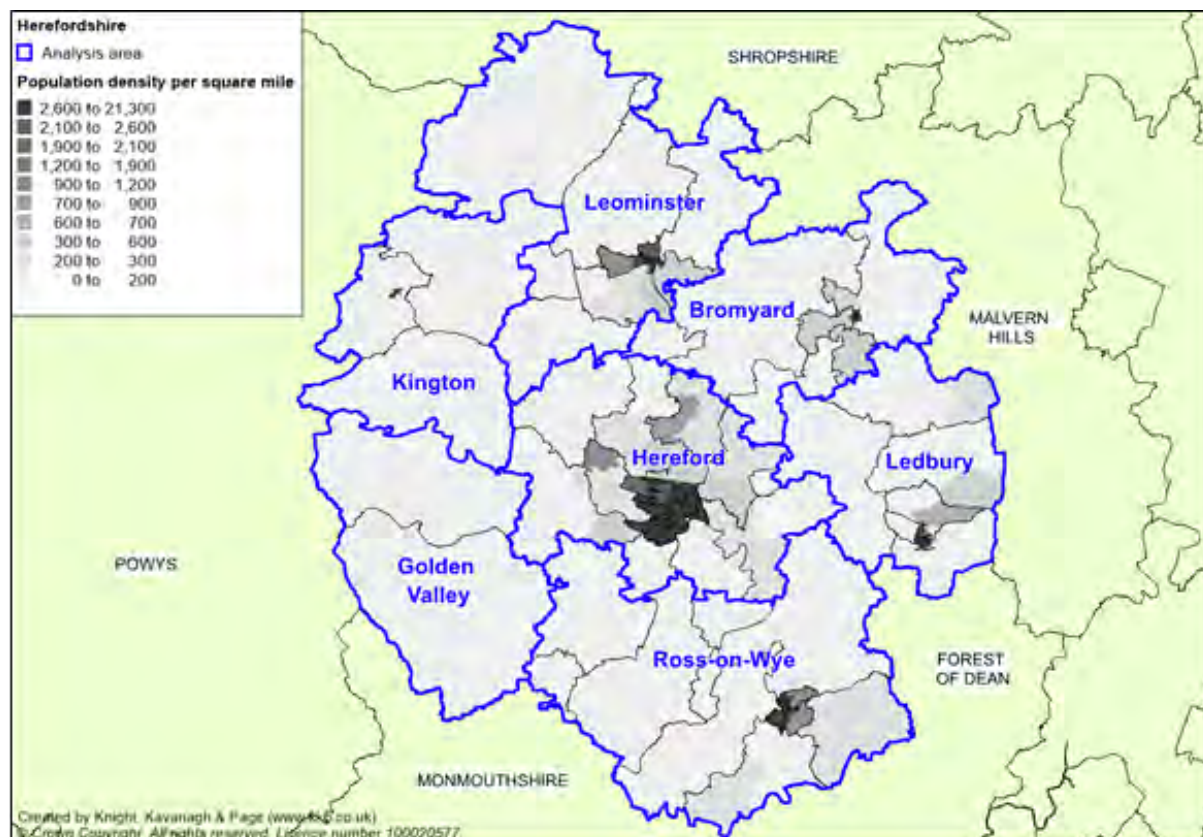 Herefordshire
Analysis area
Population density per square mile
2,600 to 21,300
2,100 to 2,600
1,900 to 2,100
1,200 to 1,900
900 to 1,200
700 to 900
600 to 700
300 to 600
200 to 300
0 to 200
SHROPSHIRE
Leominster
Bromyard
MALVERN
HILLS
Kington
Hereford
Ledbury
POWYS
Golden
Valley
Ross-on-Wye
FOREST
OF DEAN
MONMOUTHSHIRE
Created by Knight, Kavanagh & Page (www.kkp.co.uk)
© Crown Copyright. All rights reserved. Licence number 100020577